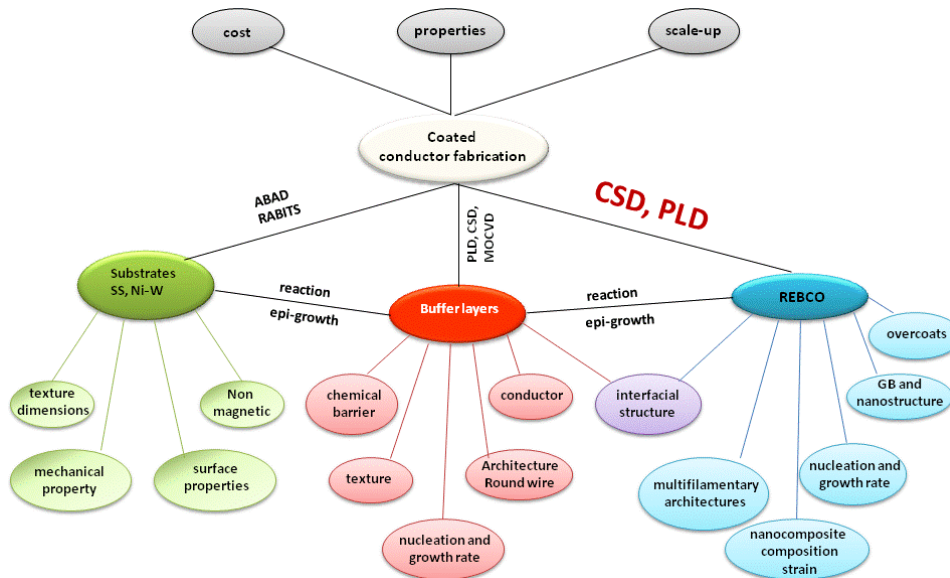 cost
properties
scale-up
Coated
conductor fabrication
ABAD
RABITS
PLD, CSD,
MOCVD
CSD, PLD
Substrates
SS, Ni-W
reaction
epi-growth
Buffer layers
reaction
epi-growth
REBCO
overcoats
texture
dimensions
Non
magnetic
chemical
barrier
conductor
interfacial
structure
GB and
nanostructure
mechanical
property
surface
properties
texture
Architecture
Round wire
multifilamentary
architectures
nucleation and
growth rate
nucleation and
growth rate
nanocomposite
composition
strain